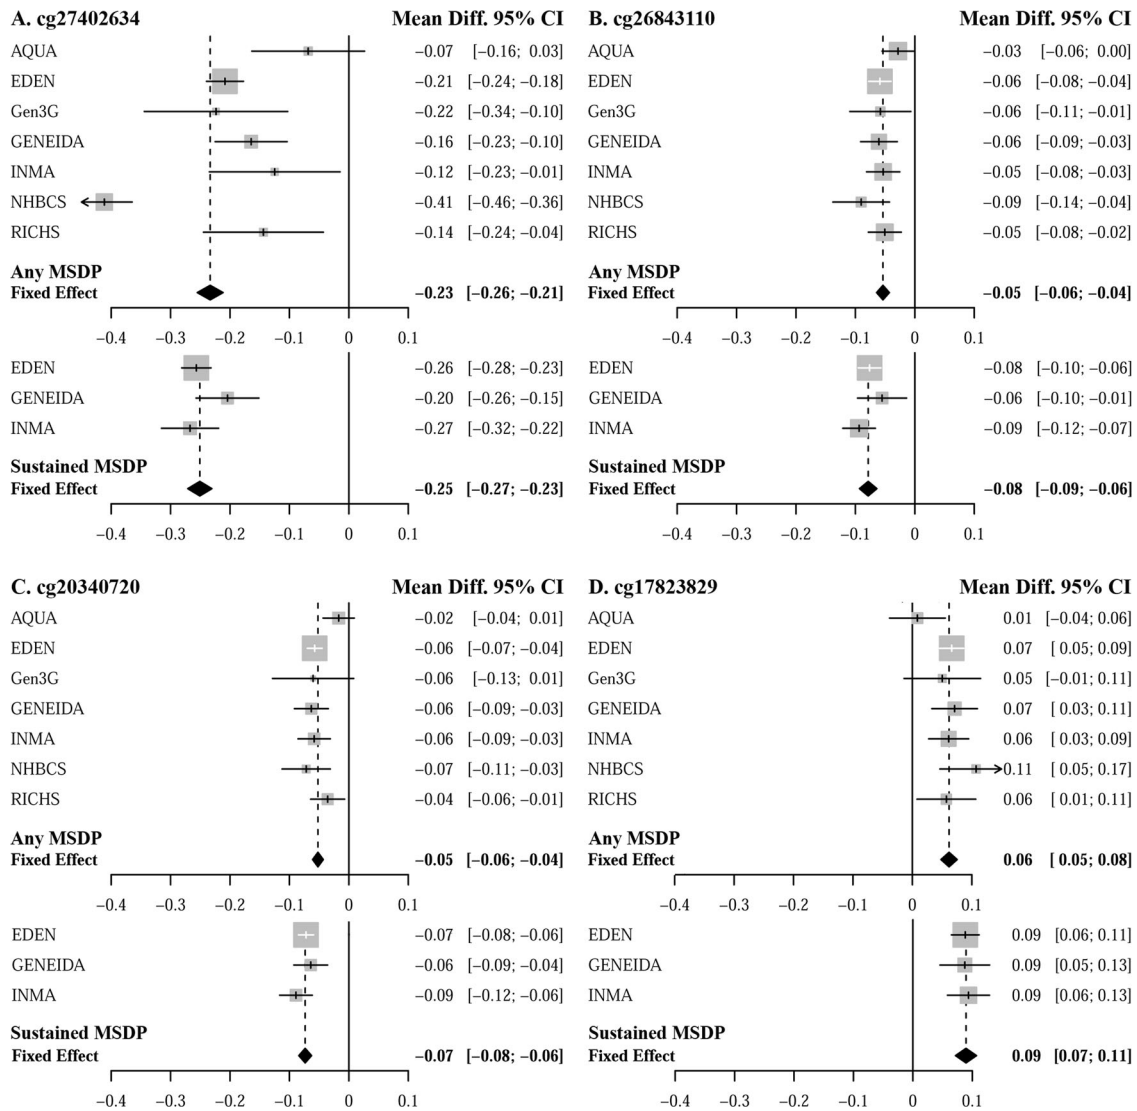 A. cg27402634 Mean Diff. 95% CI
AQUA −0.07 [−0.16; 0.03]
EDEN −0.21 [−0.24; −0.18]
Gen3G −0.22 [−0.34; −0.10]
GENEIDA −0.16 [−0.23; −0.10]
INMA −0.12 [−0.23; −0.01]
NHBCS −0.41 [−0.46; −0.36]
RICHS −0.14 [−0.24; −0.04]
Any MSDP
Fixed Effect −0.23 [−0.26; −0.21]
−0.4 −0.3 −0.2 −0.1 0 0.1
EDEN −0.26 [−0.28; −0.23]
GENEIDA −0.20 [−0.26; −0.15]
INMA −0.27 [−0.32; −0.22]
Sustained MSDP
Fixed Effect −0.25 [−0.27; −0.23]
−0.4 −0.3 −0.2 −0.1 0 0.1
B. cg26843110 Mean Diff. 95% CI
AQUA −0.03 [−0.06; 0.00]
EDEN −0.06 [−0.08; −0.04]
Gen3G −0.06 [−0.11; −0.01]
GENEIDA −0.06 [−0.09; −0.03]
INMA −0.05 [−0.08; −0.03]
NHBCS −0.09 [−0.14; −0.04]
RICHS −0.05 [−0.08; −0.02]
Any MSDP
Fixed Effect −0.05 [−0.06; −0.04]
−0.4 −0.3 −0.2 −0.1 0 0.1
EDEN −0.08 [−0.10; −0.06]
GENEIDA −0.06 [−0.10; −0.01]
INMA −0.09 [−0.12; −0.07]
Sustained MSDP
Fixed Effect −0.08 [−0.09; −0.06]
−0.4 −0.3 −0.2 −0.1 0 0.1
C. cg20340720 Mean Diff. 95% CI
AQUA −0.02 [−0.04; 0.01]
EDEN −0.06 [−0.07; −0.04]
Gen3G −0.06 [−0.13; 0.01]
GENEIDA −0.06 [−0.09; −0.03]
INMA −0.06 [−0.09; −0.03]
NHBCS −0.07 [−0.11; −0.03]
RICHS −0.04 [−0.06; −0.01]
Any MSDP
Fixed Effect −0.05 [−0.06; −0.04]
−0.4 −0.3 −0.2 −0.1 0 0.1
EDEN −0.07 [−0.08; −0.06]
GENEIDA −0.06 [−0.09; −0.04]
INMA −0.09 [−0.12; −0.06]
Sustained MSDP
Fixed Effect −0.07 [−0.08; −0.06]
−0.4 −0.3 −0.2 −0.1 0 0.1
D. cg17823829 Mean Diff. 95% CI
AQUA 0.01 [−0.04; 0.06]
EDEN 0.07 [ 0.05; 0.09]
Gen3G 0.05 [−0.01; 0.11]
GENEIDA 0.07 [ 0.03; 0.11]
INMA 0.06 [ 0.03; 0.09]
NHBCS 0.11 [ 0.05; 0.17]
RICHS 0.06 [ 0.01; 0.11]
Any MSDP
Fixed Effect 0.06 [ 0.05; 0.08]
−0.4 −0.3 −0.2 −0.1 0 0.1
EDEN 0.09 [0.06; 0.11]
GENEIDA 0.09 [0.05; 0.13]
INMA 0.09 [0.06; 0.13]
Sustained MSDP
Fixed Effect 0.09 [0.07; 0.11]
−0.4 −0.3 −0.2 −0.1 0 0.1